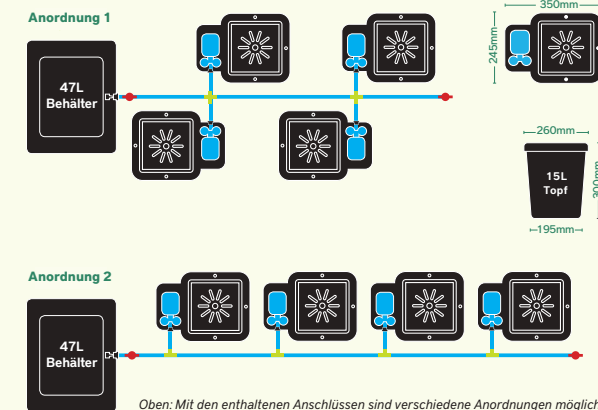 Anordnung 1
47L
Behälter
350mm
245mm
260mm
15L
Topf
300mm
195mm
Anordnung 2
47L
Behälter
Oben: Mit den enthaltenen Anschlüssen sind verschiedene Anordnungen möglich